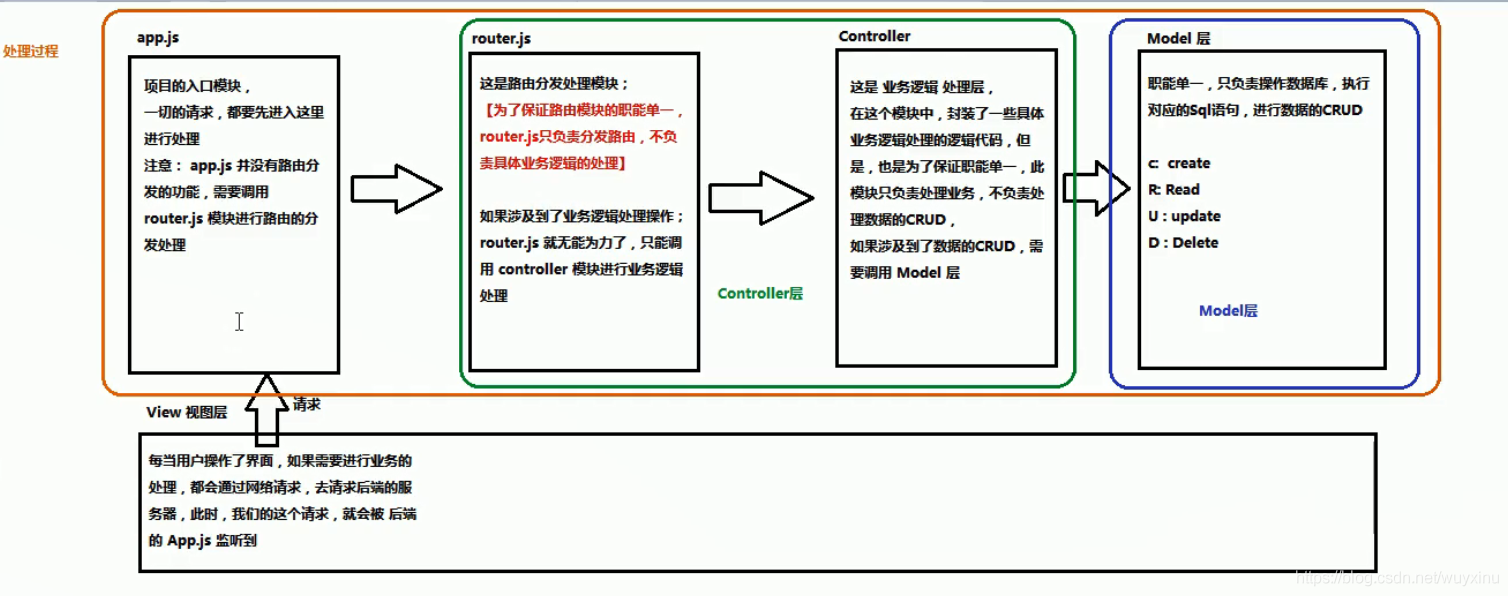 处理过程
app.js
项目的入口模块，
一切的请求，都要先进入这里
进行处理
注意： app.js 并没有路由分
发的功能，需要调用
router.js 模块进行路由的分
发处理
router.js
这是路由分发处理模块；
【为了保证路由模块的职能单一，
router.js只负责分发路由，不负
责具体业务逻辑的处理】
如果涉及到了业务逻辑处理操作；
router.js 就无能为力了，只能调
用 controller 模块进行业务逻辑
处理
Controller层
Controller
这是 业务逻辑 处理层，
在这个模块中，封装了一些具体
业务逻辑处理的逻辑代码，但
是，也是为了保证职能单一，此
模块只负责处理业务，不负责处
理数据的CRUD，
如果涉及到了数据的CRUD，需
要调用 Model 层
Model 层
职能单一，只负责操作数据库，执行
对应的Sql语句，进行数据的CRUD
c: create
R: Read
U : update
D : Delete
Model层
View 视图层
请求
每当用户操作了界面，如果需要进行业务的
处理，都会通过网络请求，去请求后端的服
务器，此时，我们的这个请求，就会被 后端
的 App.js 监听到
https://blog.csdn.net/wuyxinu